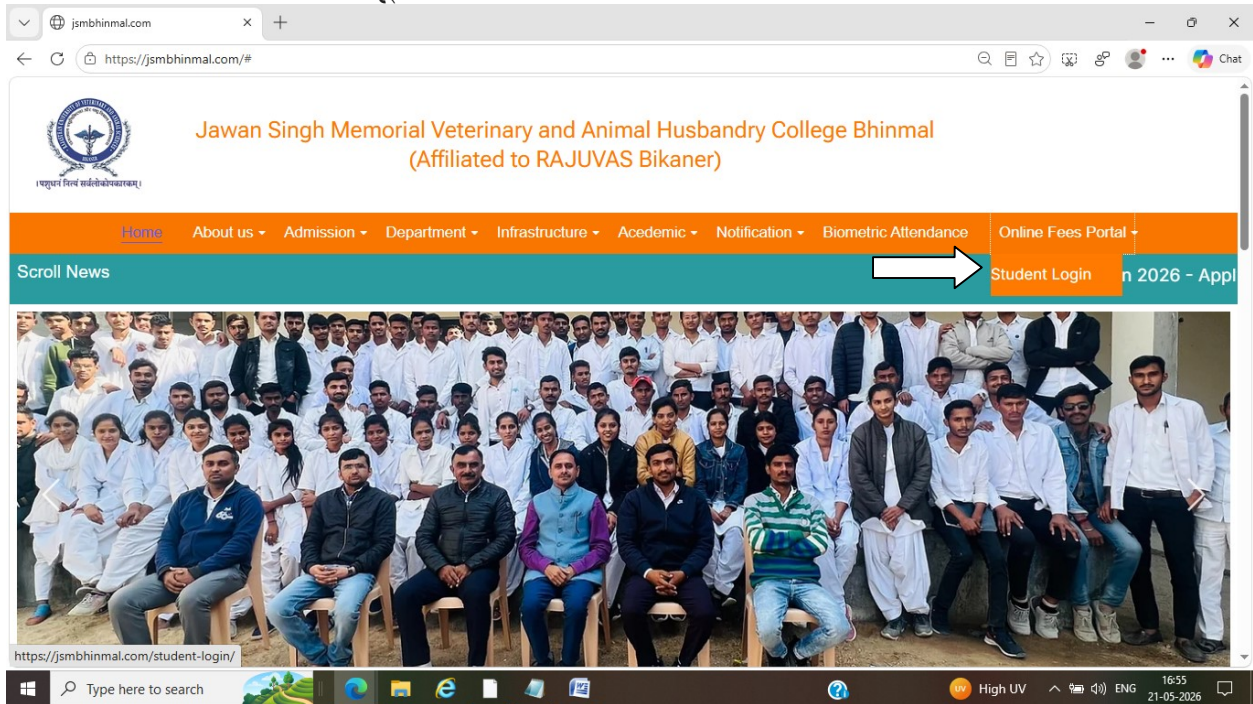 jsmbhinmal.com
https://jsmbhinmal.com/#
Chat
Jawan Singh Memorial Veterinary and Animal Husbandry College Bhinmal
(Affiliated to RAJUVAS Bikaner)
।पशुधनं नित्यं सर्वलोकोपकारकम्।
Home About us Admission Department Infrastructure Acedemic Notification Biometric Attendance Online Fees Portal
Scroll News
Student Login
n 2026 - Appl
https://jsmbhinmal.com/student-login/
Type here to search
High UV
ENG
16:55
21-05-2026